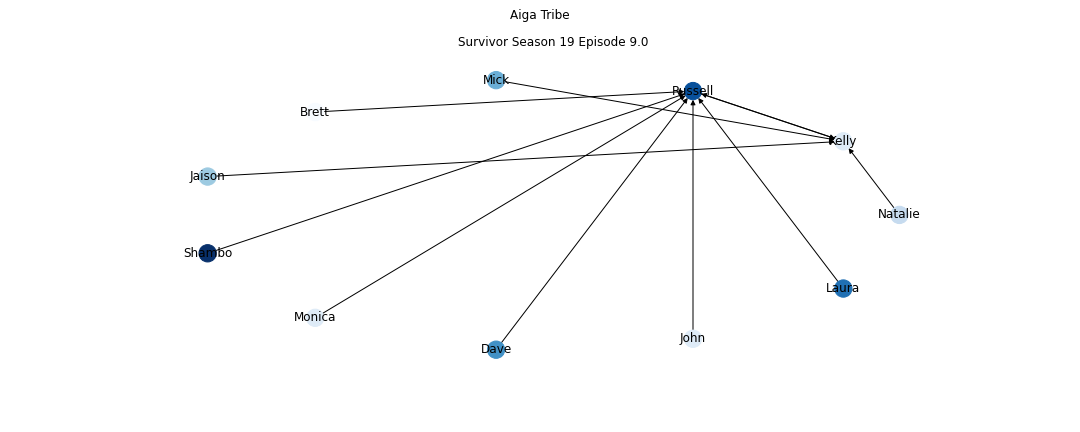 Aiga Tribe
Survivor Season 19 Episode 9.0
Mick
Russell
Brett
Kelly
Jaison
Natalie
Shambo
Laura
Monica
John
Dave